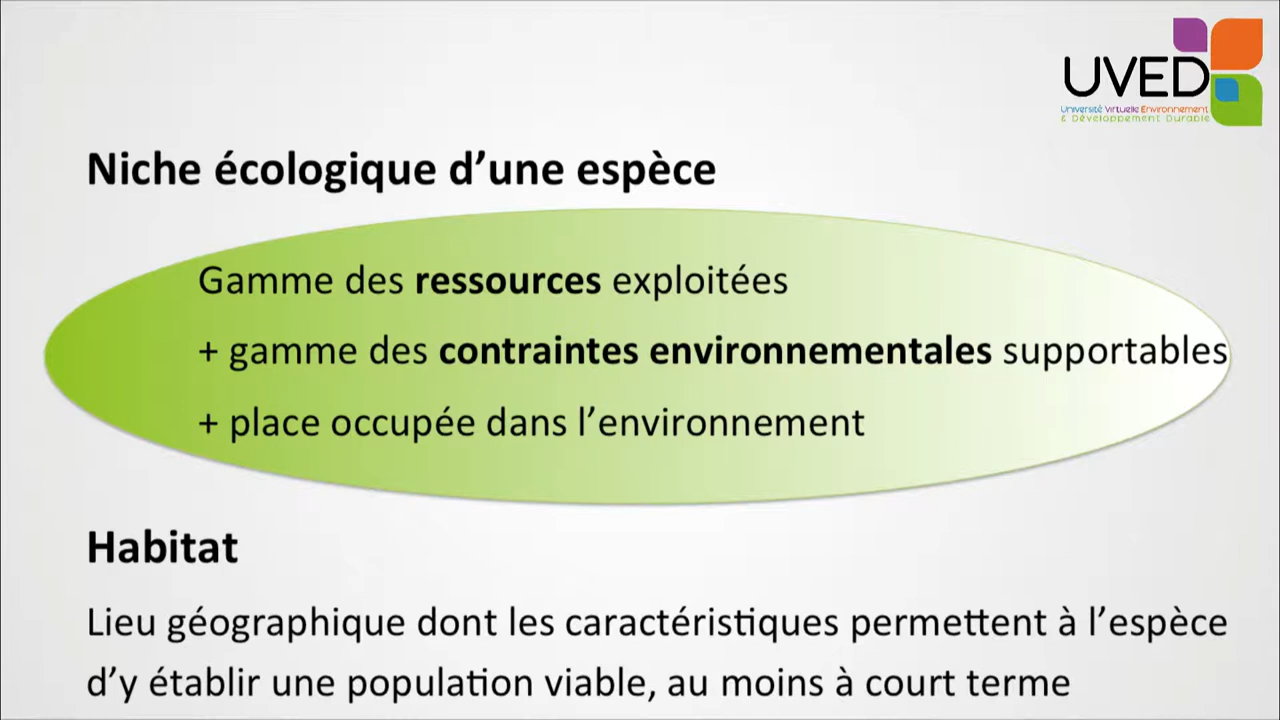 UVED
Université Virtuelle Environnement
& Développement Durable
Niche écologique d’une espèce
Gamme des ressources exploitées
+ gamme des contraintes environnementales supportables
+ place occupée dans l’environnement
Habitat
Lieu géographique dont les caractéristiques permettent à l’espèce
d’y établir une population viable, au moins à court terme